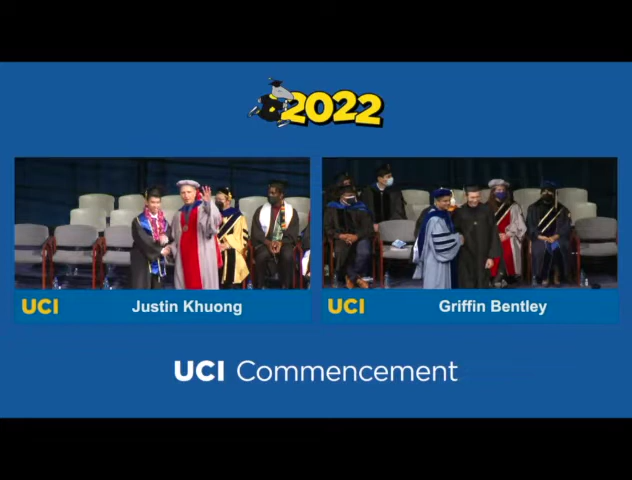 2022
UCI Justin Khuong
UCI Griffin Bentley
UCI Commencement